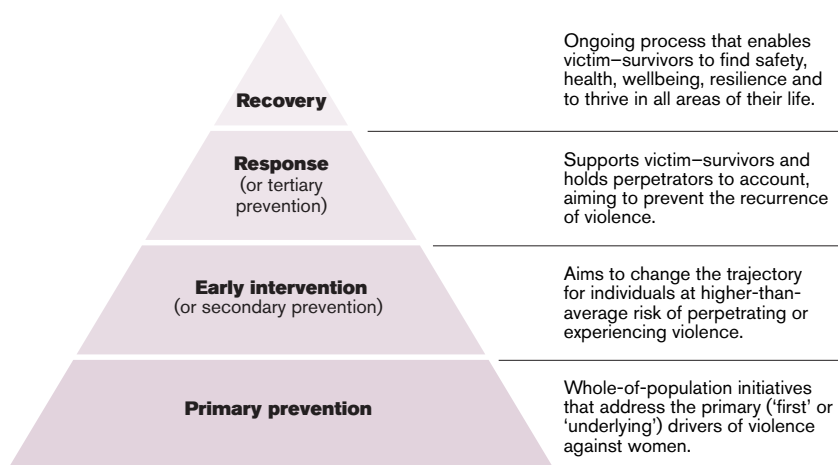 Recovery
Ongoing process that enables
victim–survivors to find safety,
health, wellbeing, resilience and
to thrive in all areas of their life.
Response
(or tertiary
prevention)
Supports victim–survivors and
holds perpetrators to account,
aiming to prevent the recurrence
of violence.
Early intervention
(or secondary prevention)
Aims to change the trajectory
for individuals at higher-than-
average risk of perpetrating or
experiencing violence.
Primary prevention
Whole-of-population initiatives
that address the primary (‘first’ or
‘underlying’) drivers of violence
against women.